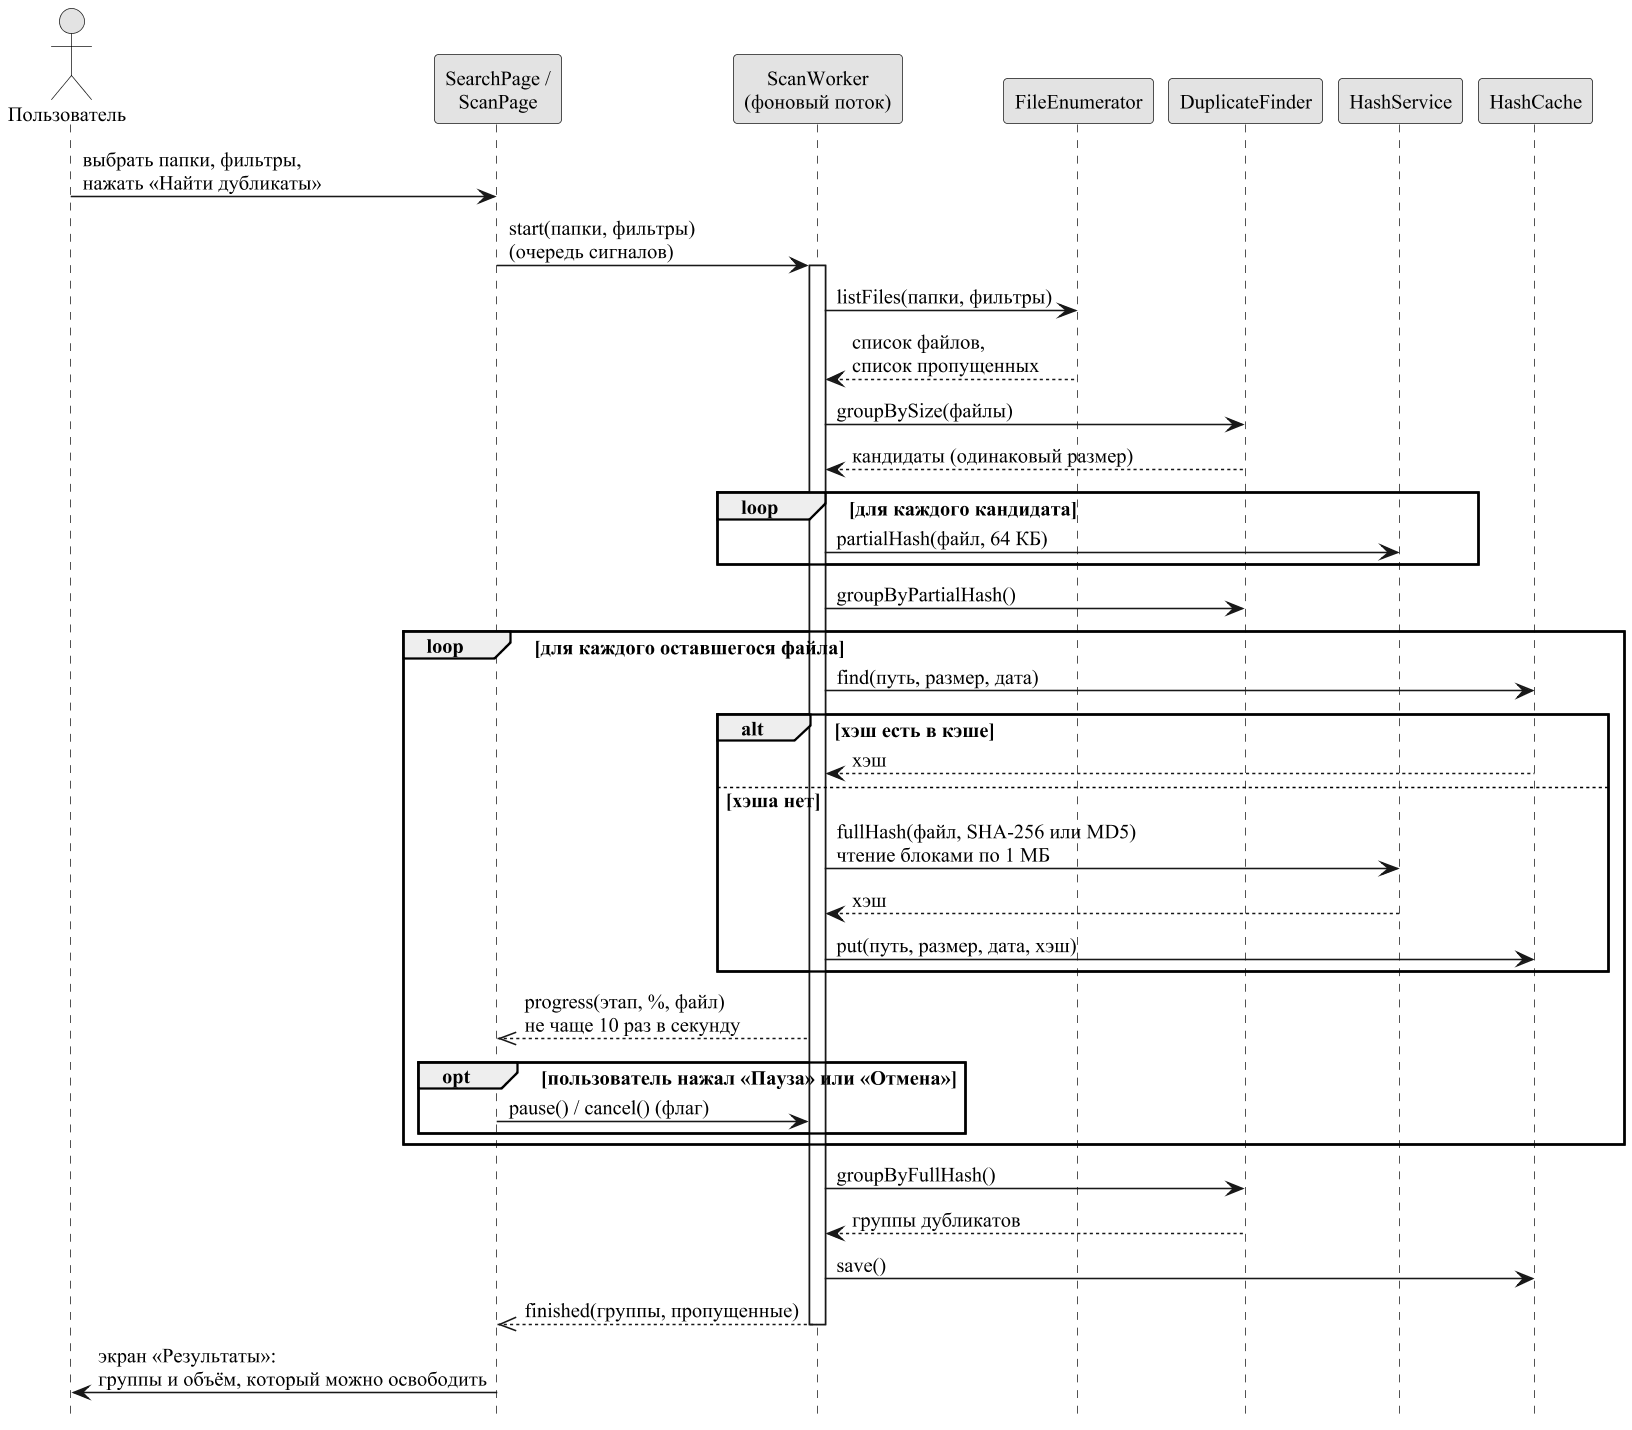 Пользователь
SearchPage /
ScanPage
ScanWorker
(фоновый поток)
FileEnumerator
DuplicateFinder
HashService
HashCache
выбрать папки, фильтры,
нажать «Найти дубликаты»
start(папки, фильтры)
(очередь сигналов)
listFiles(папки, фильтры)
список файлов,
список пропущенных
groupBySize(файлы)
кандидаты (одинаковый размер)
loop
[для каждого кандидата]
partialHash(файл, 64 КБ)
groupByPartialHash()
loop
[для каждого оставшегося файла]
find(путь, размер, дата)
alt
[хэш есть в кэше]
хэш
[хэша нет]
fullHash(файл, SHA-256 или MD5)
чтение блоками по 1 МБ
хэш
put(путь, размер, дата, хэш)
progress(этап, %, файл)
не чаще 10 раз в секунду
opt
[пользователь нажал «Пауза» или «Отмена»]
pause() / cancel() (флаг)
groupByFullHash()
группы дубликатов
save()
finished(группы, пропущенные)
экран «Результаты»:
группы и объём, который можно освободить